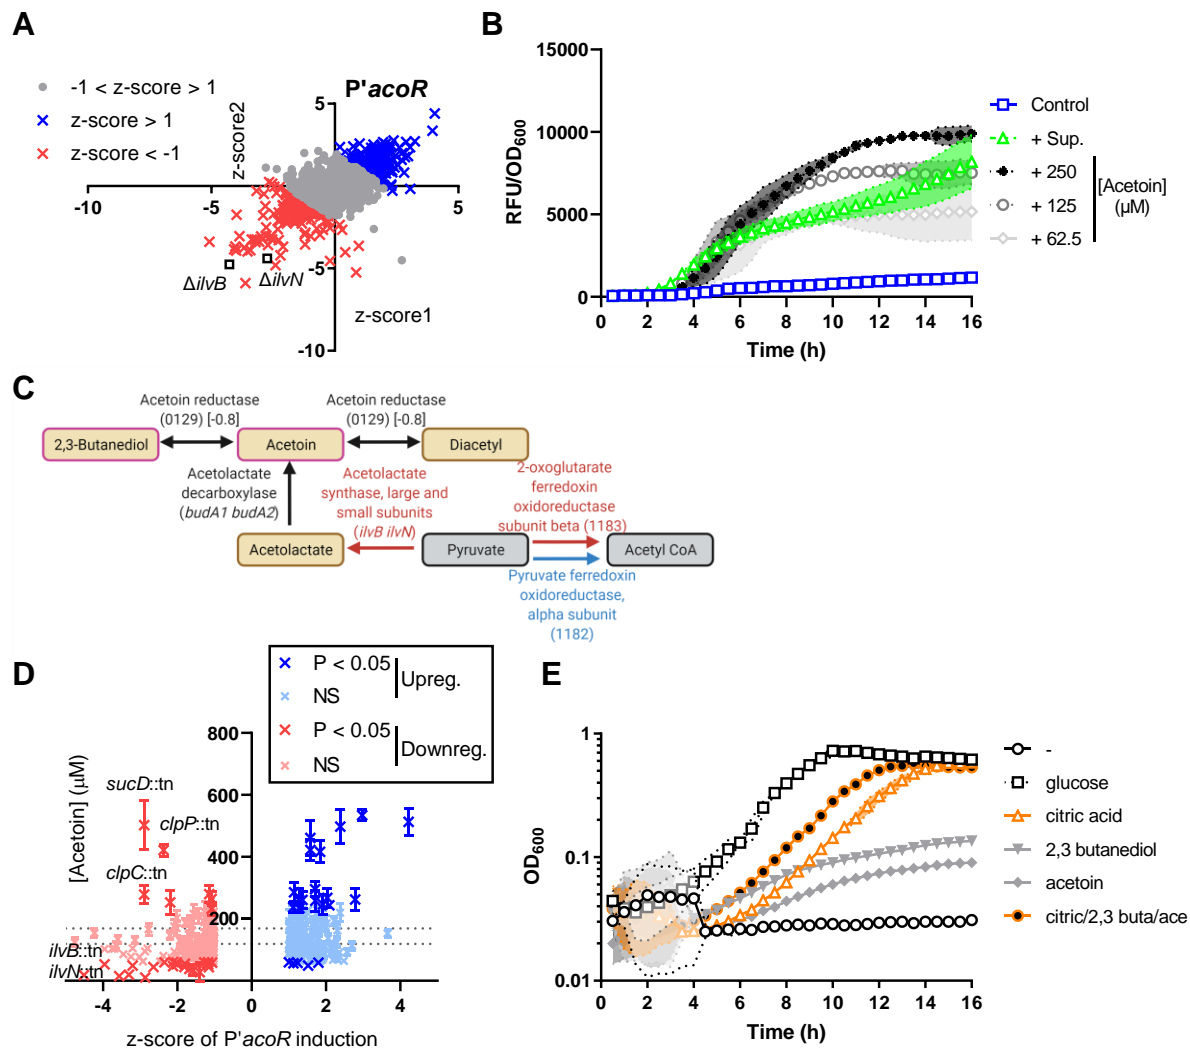 A
-1 < z-score > 1
z-score > 1
z-score < -1
z-score2
P'acoR
5
-10
-5
5
-5
-10
ΔilvB
ΔilvN
z-score1
B
15000
10000
5000
0
RFU/OD600
0
2
4
6
8
10
12
14
16
Time (h)
Control
+ Sup.
+ 250
+ 125
+ 62.5
[Acetoin]
(μM)
C
Acetoin reductase
(0129) [-0.8]
Acetoin reductase
(0129) [-0.8]
2,3-Butanediol
Acetoin
Diacetyl
Acetolactate
decarboxylase
(budA1 budA2)
Acetolactate
synthase, large and
small subunits
(ilvB ilvN)
2-oxoglutarate
ferredoxin
oxidoreductase
subunit beta (1183)
Acetolactate
Pyruvate
Acetyl CoA
Pyruvate ferredoxin
oxidoreductase,
alpha subunit
(1182)
D
P < 0.05
NS
Upreg.
P < 0.05
NS
Downreg.
800
600
400
200
[Acetoin] (μM)
sucD::tn
clpP::tn
clpC::tn
ilvB::tn
ilvN::tn
-4
-2
0
2
4
z-score of P'acoR induction
E
1
0.1
0.01
OD600
0
2
4
6
8
10
12
14
16
Time (h)
-
glucose
citric acid
2,3 butanediol
acetoin
citric/2,3 buta/ace